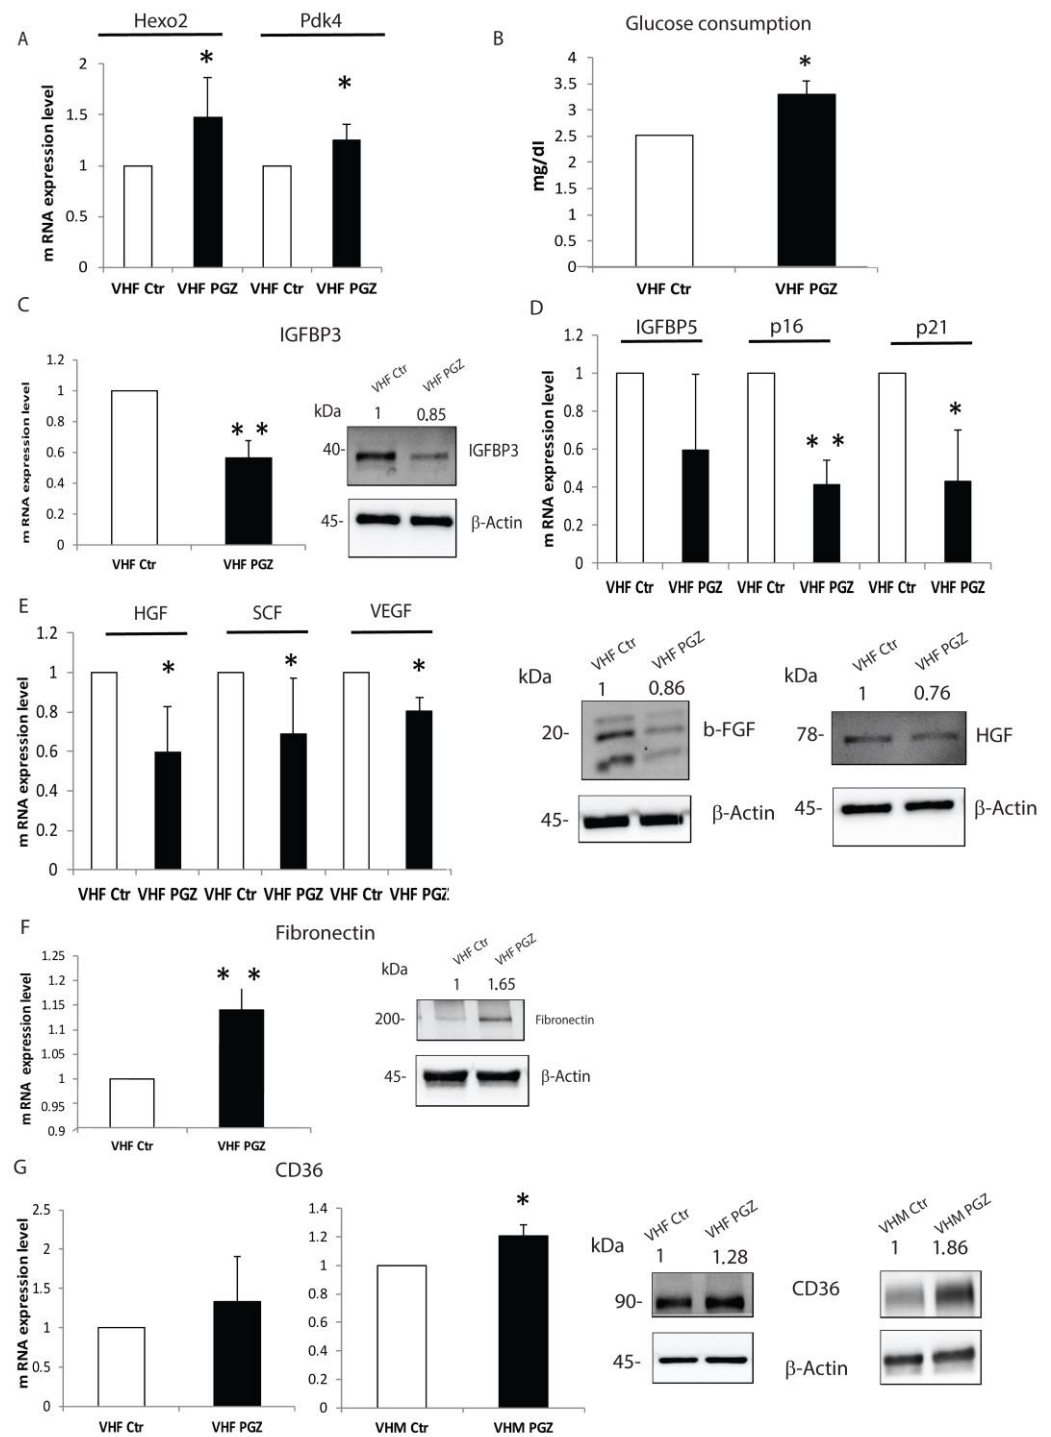 A
Hexo2 Pdk4
m RNA expression level
2
1.5
1
0.5
0
* *
VHF Ctr VHF PGZ VHF Ctr VHF PGZ
B
Glucose consumption
mg/dl
4
3.5
3
2.5
2
1.5
1
0.5
0
*
VHF Ctr VHF PGZ
C
IGFBP3
m RNA expression level
1.2
1
0.8
0.6
0.4
0.2
0
* *
VHF Ctr VHF PGZ
VHF Ctr VHF PGZ
kDa 1 0.85
40- IGFBP3
45- β-Actin
D
IGFBP5 p16 p21
m RNA expression level
1.2
1
0.8
0.6
0.4
0.2
0
* * *
VHF Ctr VHF PGZ VHF Ctr VHF PGZ VHF Ctr VHF PGZ
E
HGF SCF VEGF
m RNA expression level
1.2
1
0.8
0.6
0.4
0.2
0
* * *
VHF Ctr VHF PGZ VHF Ctr VHF PGZ VHF Ctr VHF PGZ
VHF Ctr VHF PGZ
kDa 1 0.86
20- b-FGF
45- β-Actin
VHF Ctr VHF PGZ
kDa 1 0.76
78- HGF
45- β-Actin
F
Fibronectin
m RNA expression level
1.25
1.2
1.15
1.1
1.05
1
0.95
0.9
* *
VHF Ctr VHF PGZ
VHF Ctr VHF PGZ
kDa 1 1.65
200- Fibronectin
45- β-Actin
G
CD36
m RNA expression level
2.5
2
1.5
1
0.5
0
VHF Ctr VHF PGZ
1.4
1.2
1
0.8
0.6
0.4
0.2
0
*
VHM Ctr VHM PGZ
VHF Ctr VHF PGZ VHM Ctr VHM PGZ
kDa 1 1.28 1 1.86
90- CD36
45- β-Actin